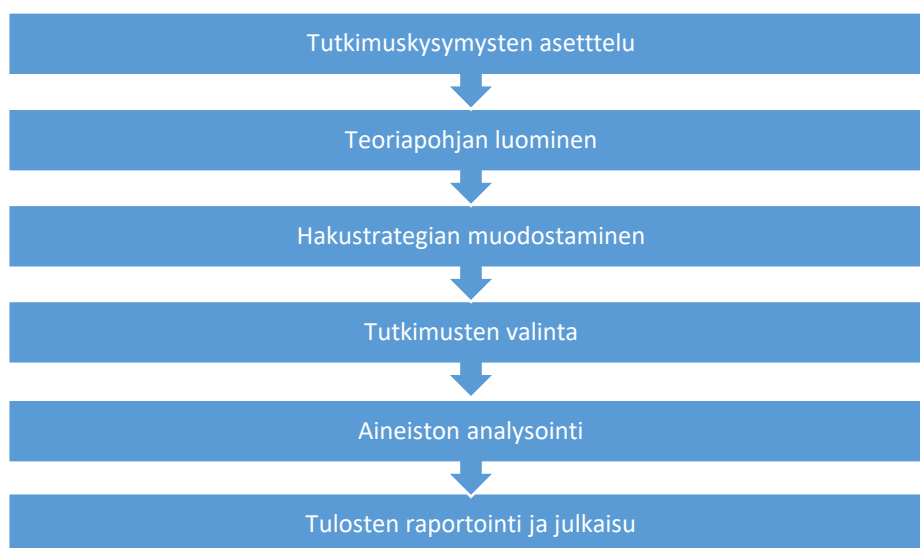 Tutkimuskysymysten asetttelu
Teoriapohjan luominen
Hakustrategian muodostaminen
Tutkimusten valinta
Aineiston analysointi
Tulosten raportointi ja julkaisu